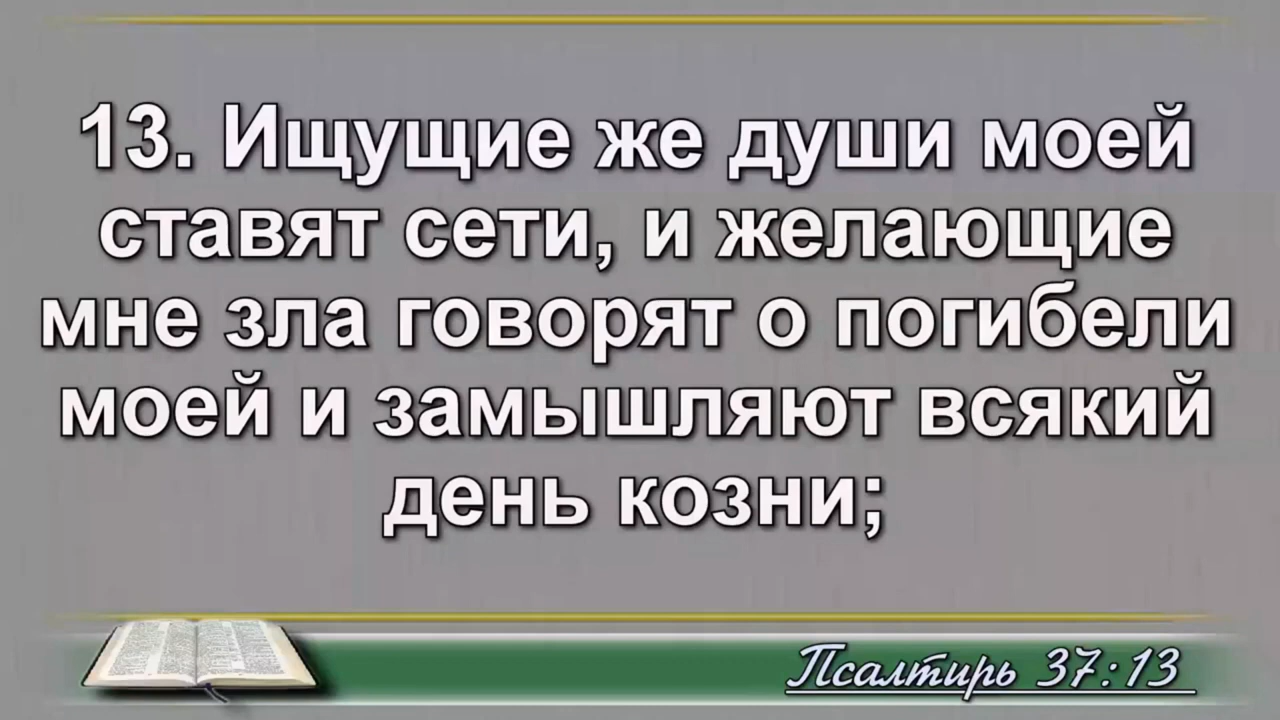 13. Ищущие же души моей
ставят сети, и желающие
мне зла говорят о погибели
моей и замышляют всякий
день козни;
Псалтирь 37:13